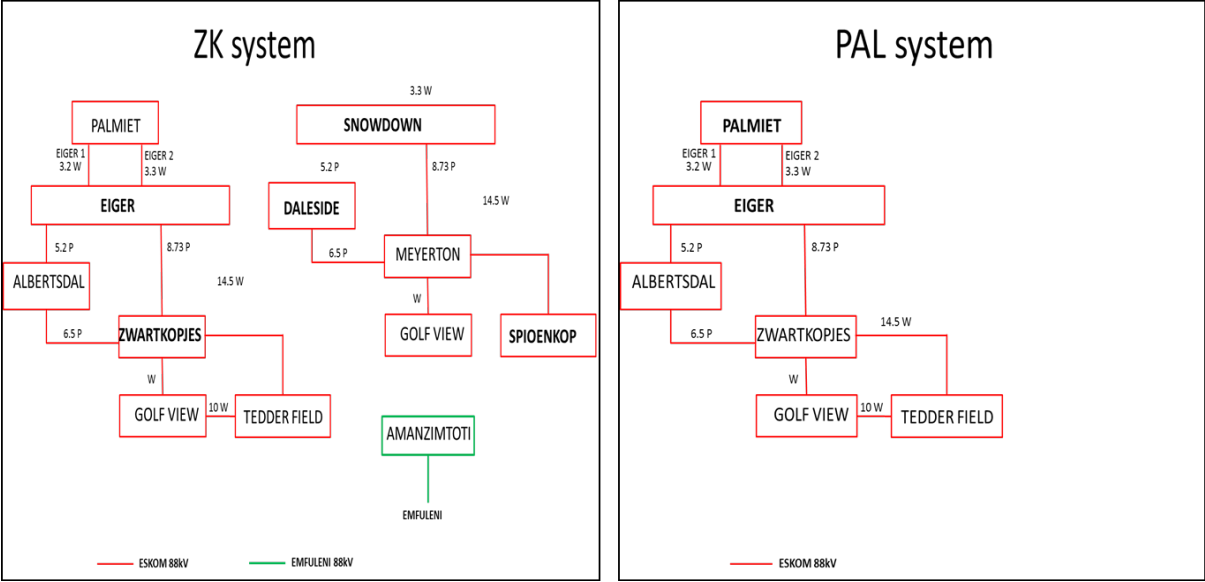 ZK system
3.3 W
PALMIET
SNOWDOWN
EIGER 1
3.2 W
EIGER 2
3.3 W
5.2 P
8.73 P
EIGER
DALESIDE
14.5 W
5.2 P
8.73 P
6.5 P
MEYERTON
ALBERTSDAL
14.5 W
W
6.5 P
ZWARTKOPJES
GOLF VIEW
SPIOENKOP
W
GOLF VIEW
10 W
TEDDER FIELD
AMANZIMTOTI
EMFULENI
ESKOM 88kV
EMFULENI 88kV
PAL system
PALMIET
EIGER 1
3.2 W
EIGER 2
3.3 W
EIGER
5.2 P
8.73 P
ALBERTSDAL
6.5 P
ZWARTKOPJES
14.5 W
W
GOLF VIEW
10 W
TEDDER FIELD
ESKOM 88kV